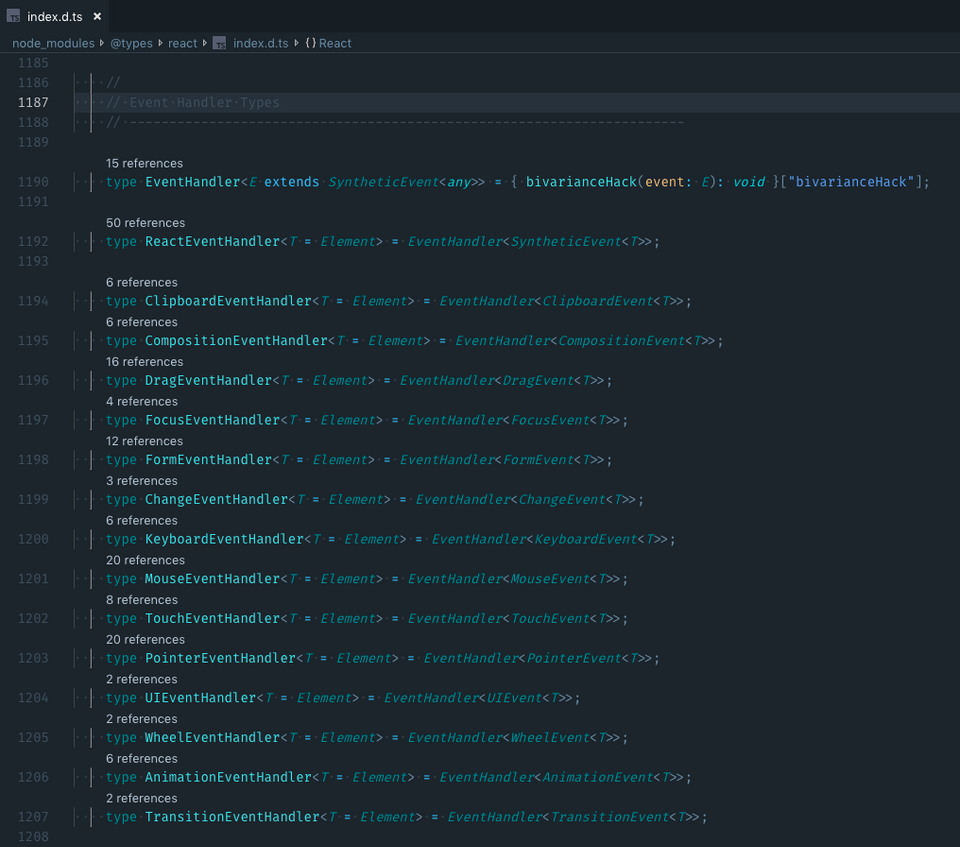 TS index.d.ts ×
node_modules @types react TS index.d.ts {} React
1185
1186 //
1187 // Event Handler Types
1188 // ----------------------------------------------------------------------
1189
15 references
1190 type EventHandler<E extends SyntheticEvent<any>> = { bivarianceHack(event: E): void }["bivarianceHack"];
1191
50 references
1192 type ReactEventHandler<T = Element> = EventHandler<SyntheticEvent<T>>;
1193
6 references
1194 type ClipboardEventHandler<T = Element> = EventHandler<ClipboardEvent<T>>;
6 references
1195 type CompositionEventHandler<T = Element> = EventHandler<CompositionEvent<T>>;
16 references
1196 type DragEventHandler<T = Element> = EventHandler<DragEvent<T>>;
4 references
1197 type FocusEventHandler<T = Element> = EventHandler<FocusEvent<T>>;
12 references
1198 type FormEventHandler<T = Element> = EventHandler<FormEvent<T>>;
3 references
1199 type ChangeEventHandler<T = Element> = EventHandler<ChangeEvent<T>>;
6 references
1200 type KeyboardEventHandler<T = Element> = EventHandler<KeyboardEvent<T>>;
20 references
1201 type MouseEventHandler<T = Element> = EventHandler<MouseEvent<T>>;
8 references
1202 type TouchEventHandler<T = Element> = EventHandler<TouchEvent<T>>;
20 references
1203 type PointerEventHandler<T = Element> = EventHandler<PointerEvent<T>>;
2 references
1204 type UIEventHandler<T = Element> = EventHandler<UIEvent<T>>;
2 references
1205 type WheelEventHandler<T = Element> = EventHandler<WheelEvent<T>>;
6 references
1206 type AnimationEventHandler<T = Element> = EventHandler<AnimationEvent<T>>;
2 references
1207 type TransitionEventHandler<T = Element> = EventHandler<TransitionEvent<T>>;
1208